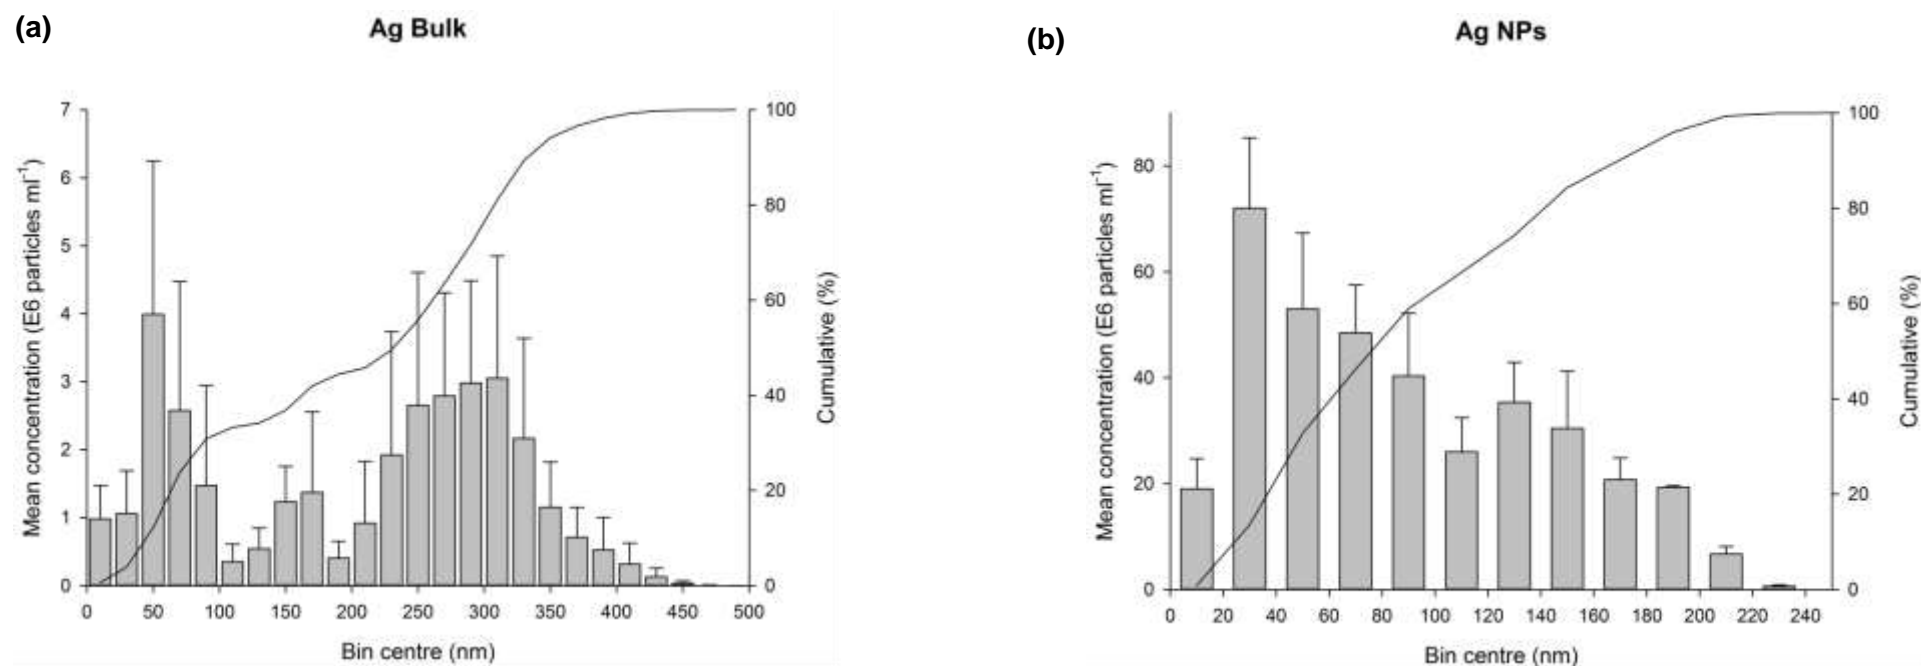 (a)
Ag Bulk
7
6
5
4
3
2
1
0
Mean concentration (E6 particles ml⁻¹)
100
80
60
40
20
0
Cumulative (%)
0 50 100 150 200 250 300 350 400 450 500
Bin centre (nm)
(b)
Ag NPs
80
60
40
20
0
Mean concentration (E6 particles ml⁻¹)
100
80
60
40
20
0
Cumulative (%)
0 20 40 60 80 100 120 140 160 180 200 220 240
Bin centre (nm)